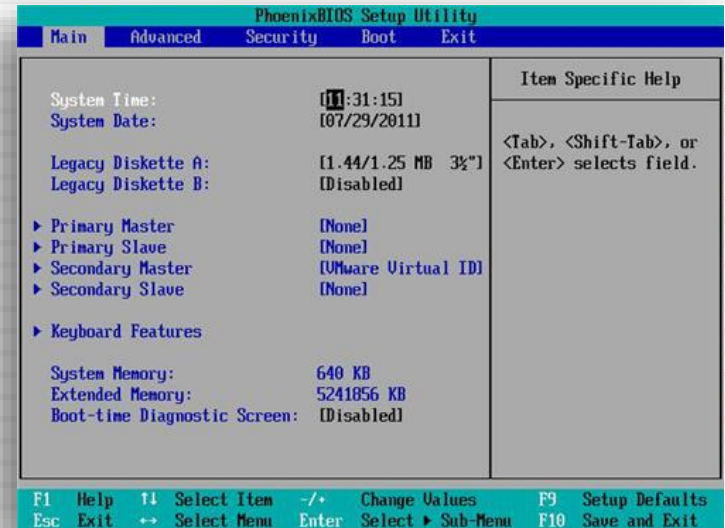 PhoenixBIOS Setup Utility
Main Advanced Security Boot Exit
Item Specific Help
System Time: [11:31:15]
System Date: [07/29/2011]
<Tab>, <Shift-Tab>, or
<Enter> selects field.
Legacy Diskette A: [1.44/1.25 MB 3½"]
Legacy Diskette B: [Disabled]
▶ Primary Master [None]
▶ Primary Slave [None]
▶ Secondary Master [VMware Virtual ID]
▶ Secondary Slave [None]
▶ Keyboard Features
System Memory: 640 KB
Extended Memory: 5241856 KB
Boot-time Diagnostic Screen: [Disabled]
F1 Help ↑↓ Select Item -/+ Change Values F9 Setup Defaults
Esc Exit ↔ Select Menu Enter Select ▶ Sub-Menu F10 Save and Exit